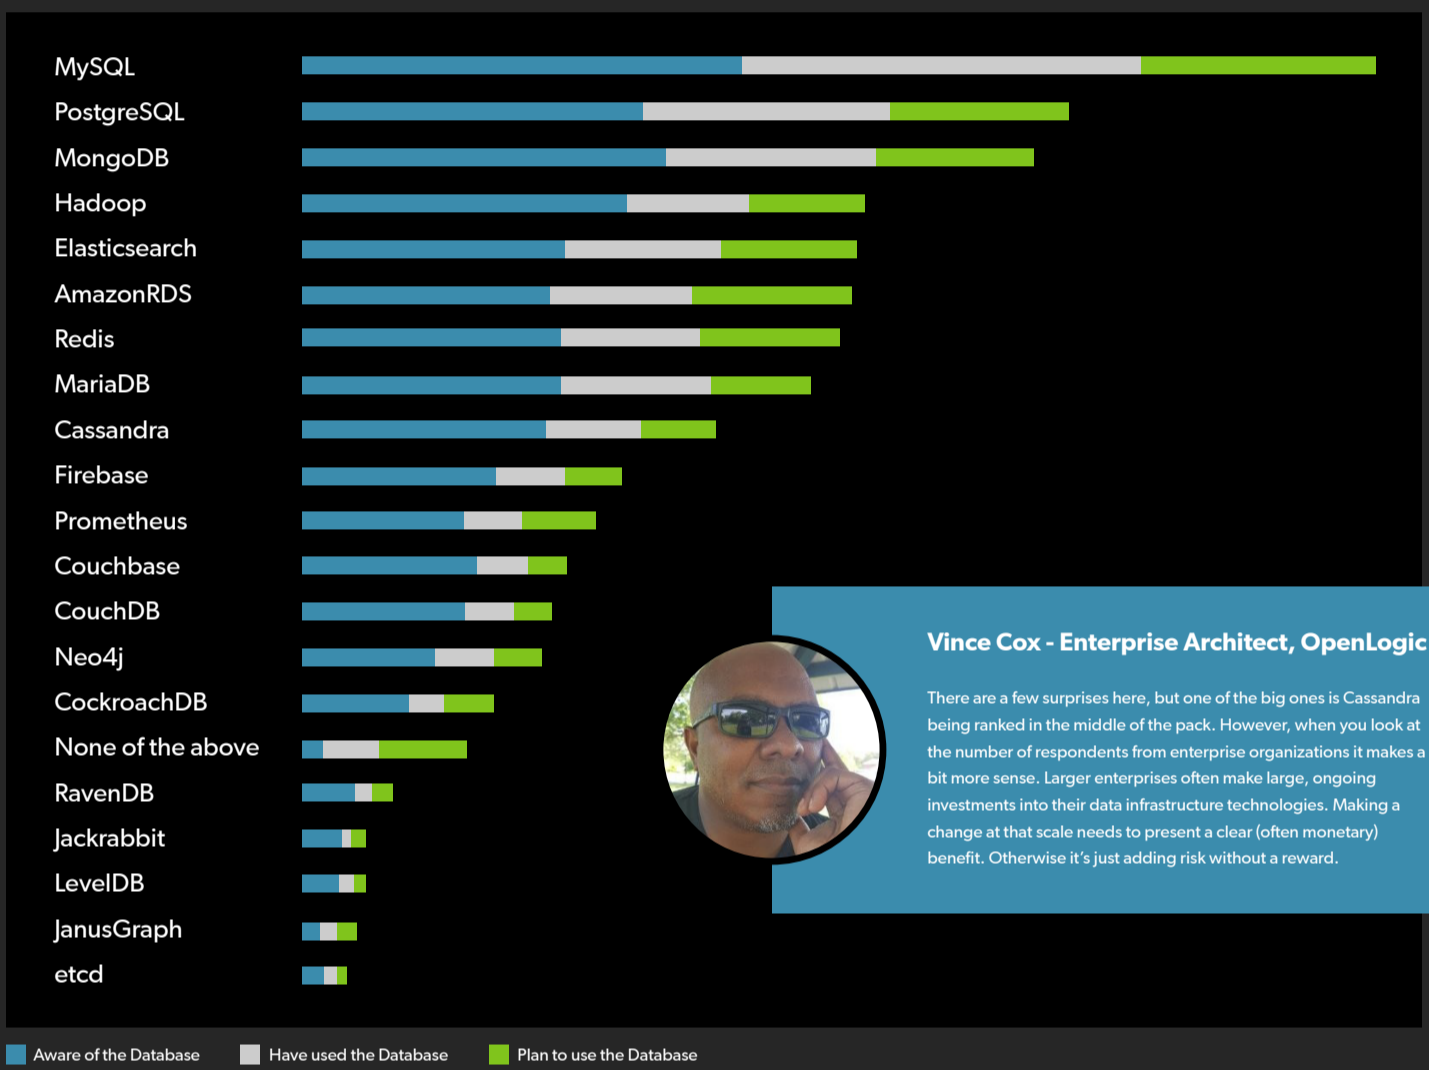 MySQL
PostgreSQL
MongoDB
Hadoop
Elasticsearch
AmazonRDS
Redis
MariaDB
Cassandra
Firebase
Prometheus
Couchbase
CouchDB
Neo4j
CockroachDB
None of the above
RavenDB
Jackrabbit
LevelDB
JanusGraph
etcd
Vince Cox - Enterprise Architect, OpenLogic
There are a few surprises here, but one of the big ones is Cassandra
being ranked in the middle of the pack. However, when you look at
the number of respondents from enterprise organizations it makes a
bit more sense. Larger enterprises often make large, ongoing
investments into their data infrastructure technologies. Making a
change at that scale needs to present a clear (often monetary)
benefit. Otherwise it’s just adding risk without a reward.
Aware of the Database
Have used the Database
Plan to use the Database